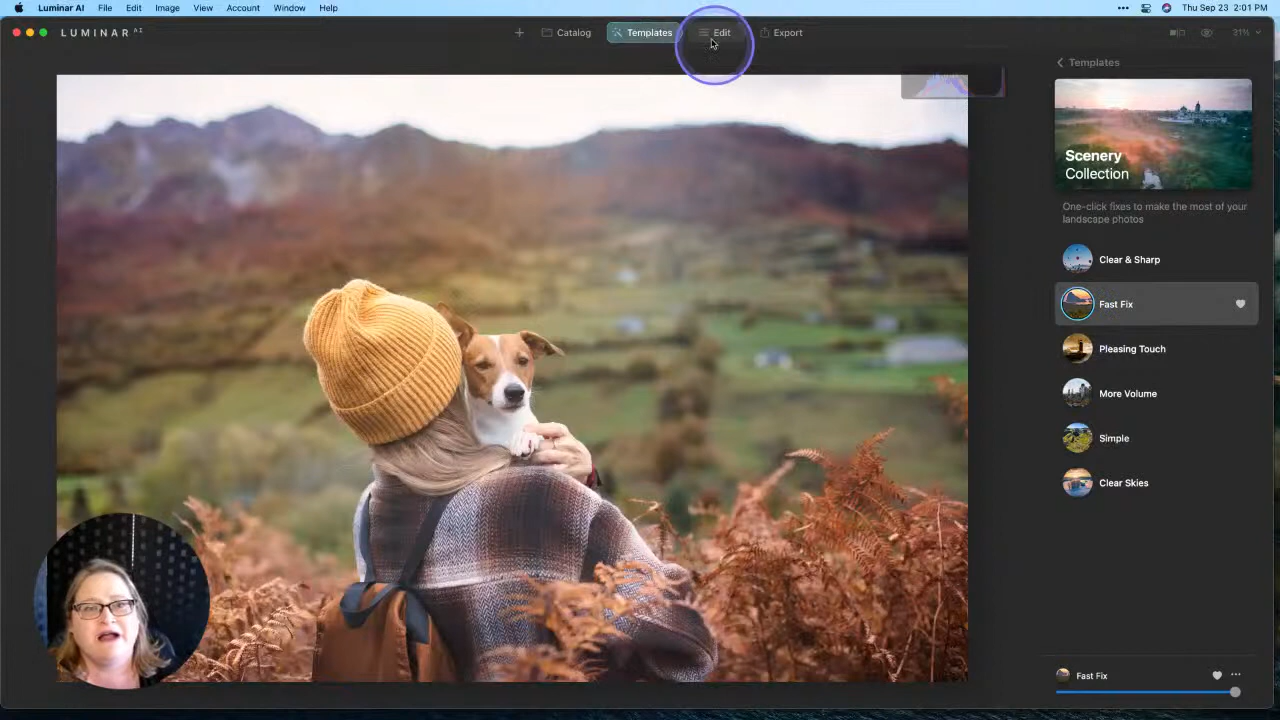 Luminar AI File Edit Image View Account Window Help
Thu Sep 23 2:01 PM
LUMINAR AI
Catalog Templates Edit Export
31%
Templates
Scenery
Collection
One-click fixes to make the most of your
landscape photos
Clear & Sharp
Fast Fix
Pleasing Touch
More Volume
Simple
Clear Skies
Fast Fix